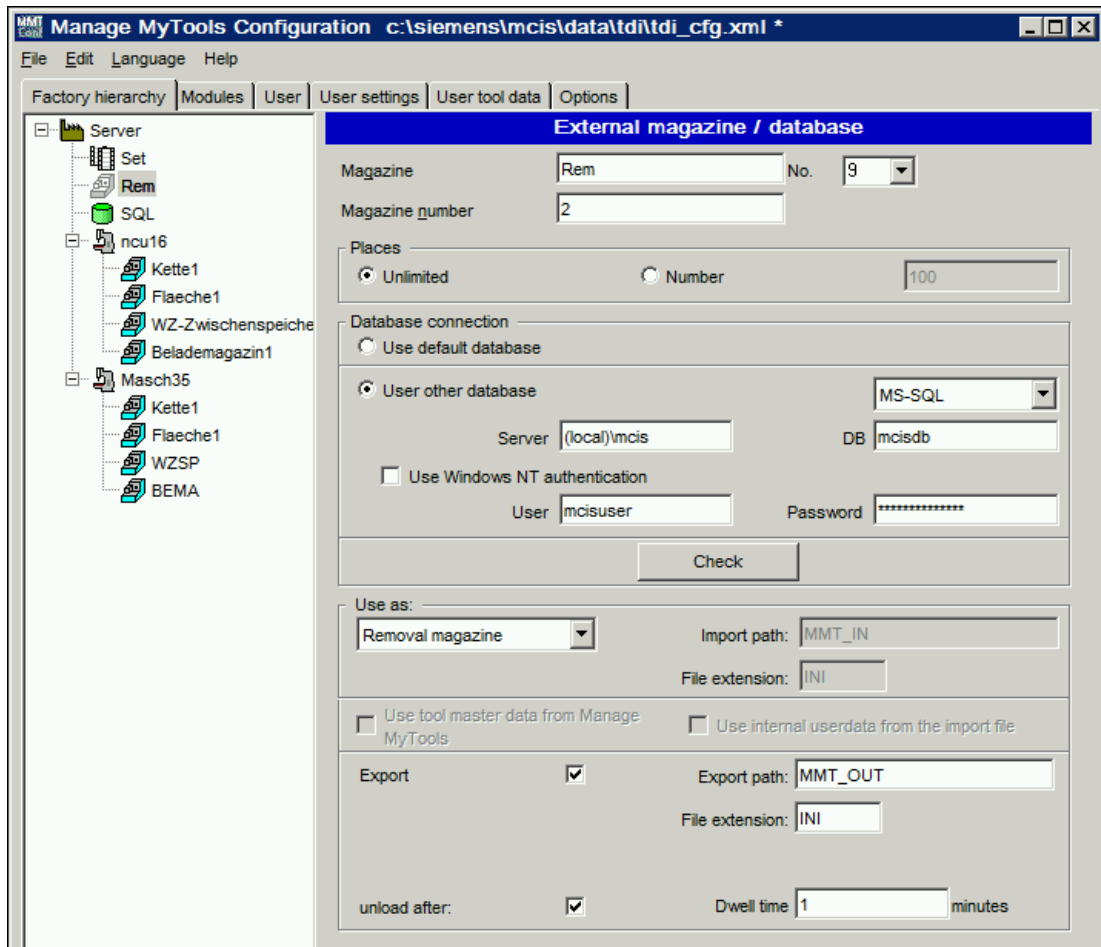 MMT
Conf
Manage MyTools Configuration c:\siemens\mcis\data\tdi\tdi_cfg.xml *
File Edit Language Help
Factory hierarchy Modules User User settings User tool data Options
Server
Set
Rem
SQL
ncu16
Kette1
Flaeche1
WZ-Zwischenspeiche
Belademagazin1
Masch35
Kette1
Flaeche1
WZSP
BEMA
External magazine / database
Magazine Rem No. 9
Magazine number 2
Places
Unlimited Number 100
Database connection
Use default database
User other database MS-SQL
Server (local)\mcis DB mcisdb
Use Windows NT authentication
User mcisuser Password **************
Check
Use as:
Removal magazine Import path: MMT_IN
File extension: INI
Use tool master data from Manage
MyTools
Use internal userdata from the import file
Export Export path: MMT_OUT
File extension: INI
unload after: Dwell time 1 minutes